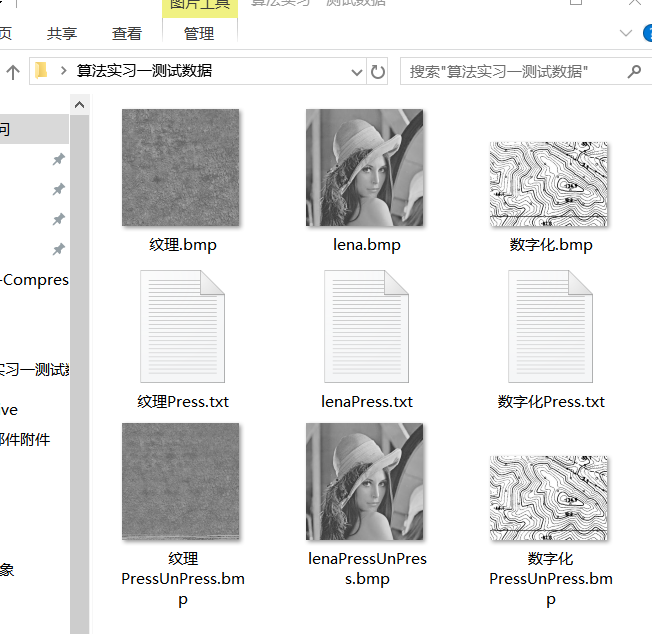 图片工具
算法实习一测试数据
页 共享 查看 管理
算法实习一测试数据
搜索"算法实习一测试数据"
问
-Compres
实习一测试数
ve
部件附件
象
纹理.bmp lena.bmp 数字化.bmp
纹理Press.txt lenaPress.txt 数字化Press.txt
纹理
PressUnPress.bm
p
lenaPressUnPres
s.bmp
数字化
PressUnPress.bm
p